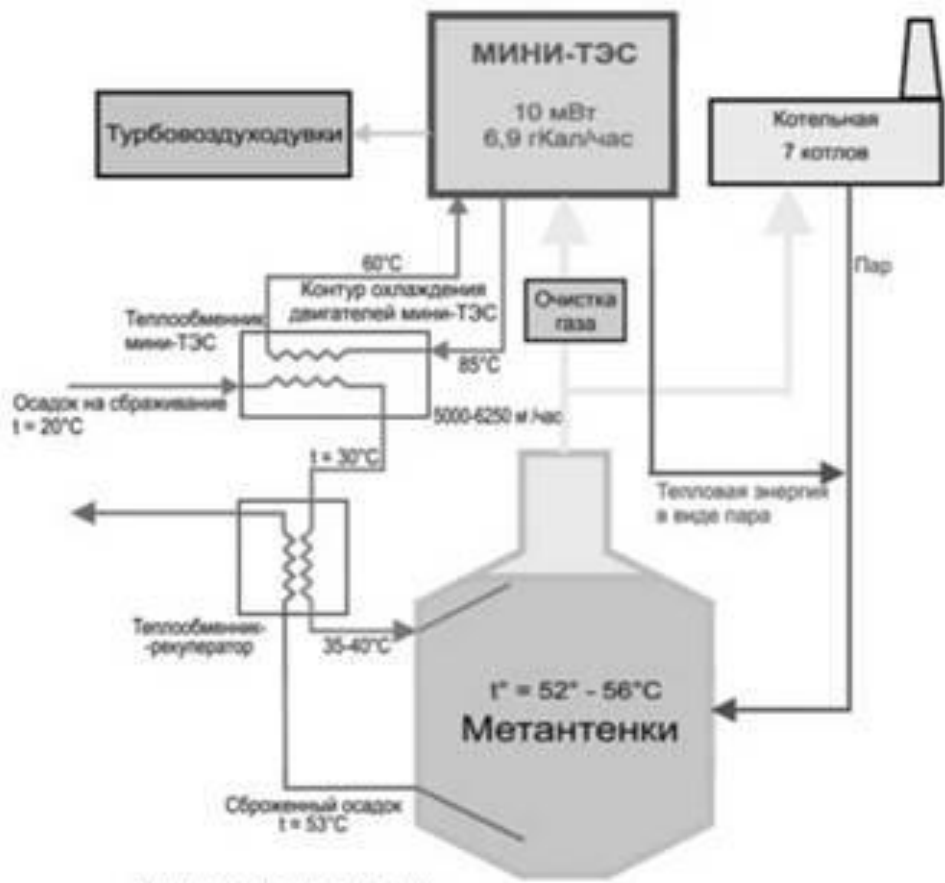 МИНИ-ТЭС
10 мВт
6,9 гКал/час
Турбовоздуходувки
Котельная
7 котлов
Пар
60°C
Контур охлаждения
двигателей мини-ТЭС
Очистка
газа
Теплообменник
мини-ТЭС
85°C
Осадок на сбраживание
t = 20°C
5000-6250 м /час
t = 30°C
Тепловая энергия
в виде пара
Теплообменник-
-рекуператор
35-40°C
t° = 52° - 56°C
Метантенки
Сброженный осадок
t = 53°C